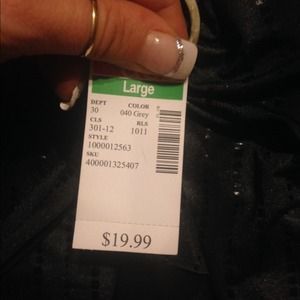 Large
DEPT COLOR
30 040 Grey
CLS RLS
301-12 1011
STYLE
1000012563
SKU
400001325407
$19.99